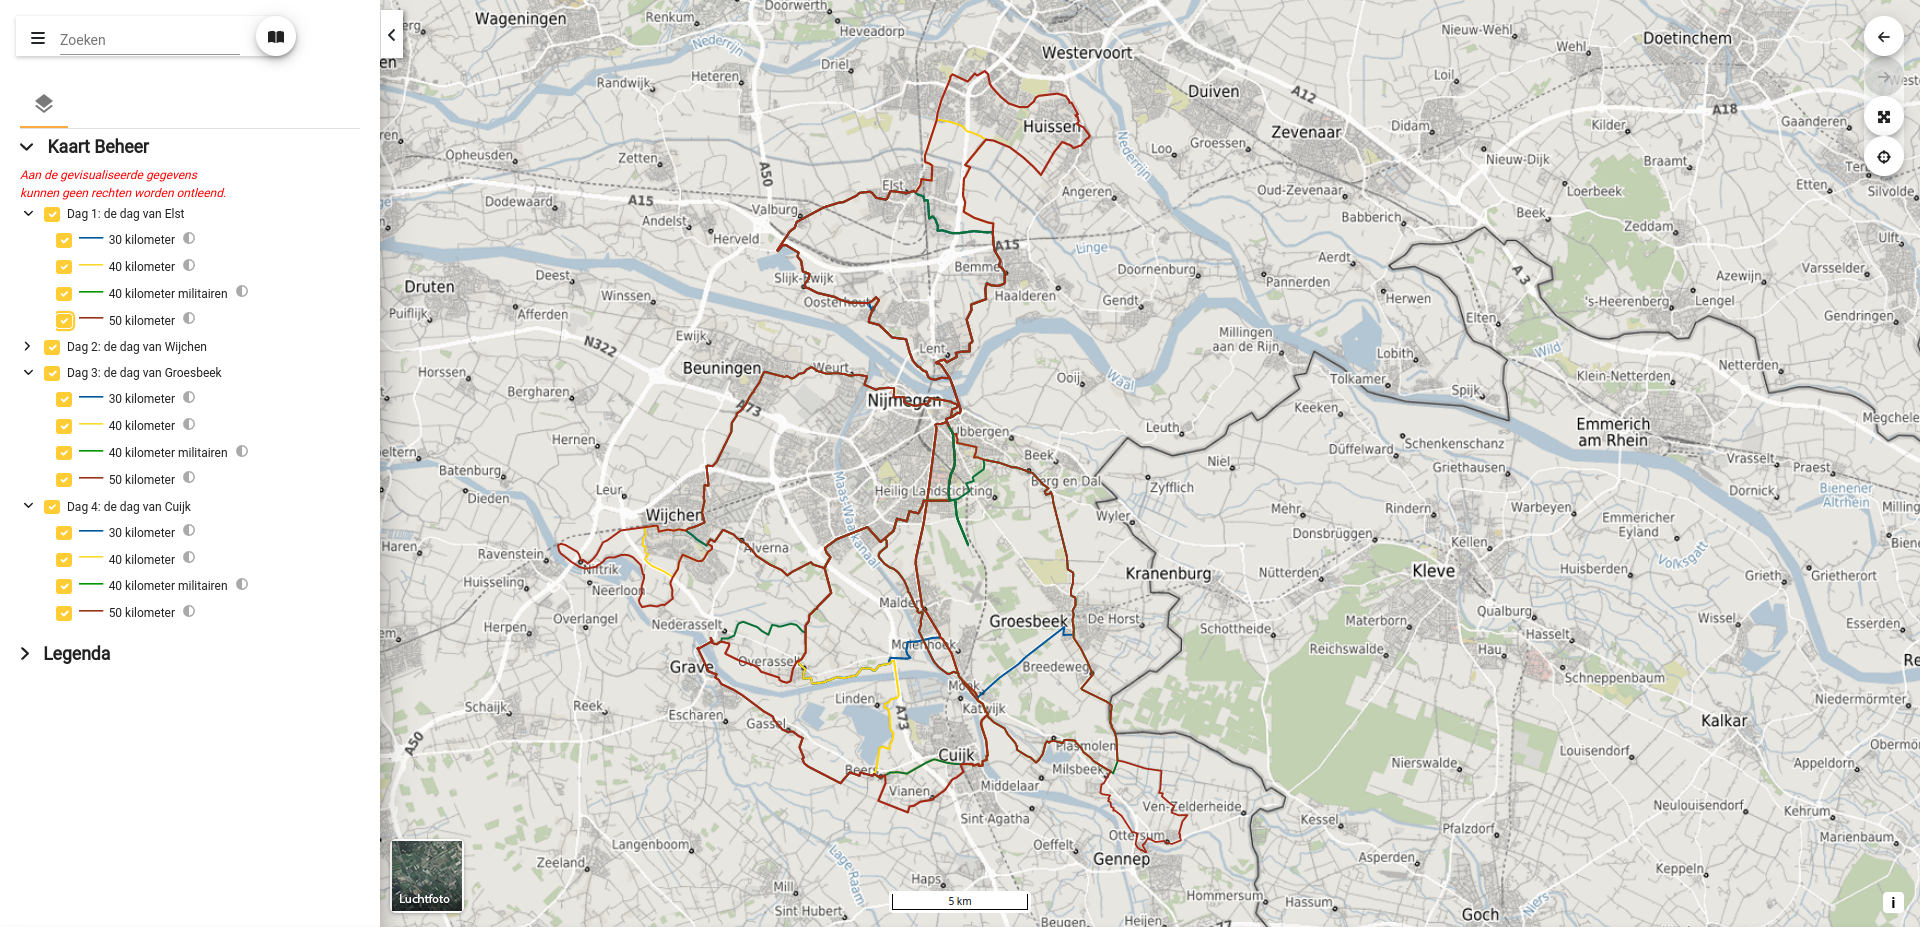 Zoeken
Kaart Beheer
Aan de gevisualiseerde gegevens
kunnen geen rechten worden ontleend.
Dag 1: de dag van Elst
30 kilometer
40 kilometer
40 kilometer militairen
50 kilometer
Dag 2: de dag van Wijchen
Dag 3: de dag van Groesbeek
30 kilometer
40 kilometer
40 kilometer militairen
50 kilometer
Dag 4: de dag van Cuijk
30 kilometer
40 kilometer
40 kilometer militairen
50 kilometer
Legenda
Luchtfoto
5 km
i
Wageningen
Renkum
Doorwerth
Heveadorp
Nederrijn
Westervoort
Nieuw-Wehl
Wehl
Doetinchem
Driel
Randwijk
Heteren
Loil
Duiven
A12
A18
Huissen
Zevenaar
Didam
Kilder
Gaanderen
Nederrijn
Opheusden
Zetten
A50
Loo
Groessen
Nieuw-Dijk
Braamt
Elst
Angeren
Oud-Zevenaar
Loerbeek
Etten
Silvolde
Dodewaard
A15
Andelst
Valburg
Babberich
Beek
Zeddam
Herveld
A15
Linge
Ulft
Slijk-Ewijk
Bemmel
Doornenburg
Aerdt
Pannerden
A 3
Azewijn
Varsselder
Druten
Deest
Winssen
Oosterhout
Haalderen
Gendt
Herwen
's-Heerenberg
Lengel
Puiflijk
Afferden
Elten
Gendringen
Ewijk
Lent
Millingen
aan de Rijn
Lobith
Wild
N322
Beuningen
Weurt
Ooij
Waal
Tolkamer
Spijk
Klein-Netterden
Netterden
Horssen
Bergharen
A73
Nijmegen
Keeken
Emmerich
am Rhein
Megchelen
Hernen
Ubbergen
Leuth
Düffelward
Schenkenschanz
Vrasselt
Praest
Batenburg
Beek
Niel
Griethausen
Dornick
Bienener
Altrhein
Dieden
Leur
Maas-Waalkanaal
Heilig Landstichting
Berg en Dal
Zyfflich
Wijchen
Wyler
Mehr
Rindern
Warbeyen
Emmericher
Eyland
Haren
Ravenstein
Alverna
Donsbrüggen
Kellen
Volksgatt
Niftrik
Huisseling
Neerloon
Kranenburg
Nütterden
Kleve
Huisberden
Grieth
Grietherort
Herpen
Overlangel
Nederasselt
Malden
Groesbeek
De Horst
Schottheide
Materborn
Qualburg
Hasselt
Wissel
Esserden
Grave
Overasselt
Molenhoek
Breedeweg
Reichswalde
Hau
Schneppenbaum
Linden
Mook
Katwijk
Niedermörmter
Schaijk
Reek
Escharen
Gassel
A73
Kalkar
A50
Cuijk
Plasmolen
Milsbeek
Louisendorf
Beers
Nierswalde
Appeldorn
Vianen
Middelaar
Ven-Zelderheide
Neulouisendorf
Kehrum
Sint Agatha
Kessel
Pfalzdorf
Marienbaum
Langenboom
Ottersum
Oeffelt
Gennep
Asperden
Zeeland
Lage Raam
Keppeln
Haps
Mill
Hommersum
Hassum
Sint Hubert
Beugen
Heijen
Goch
Niers